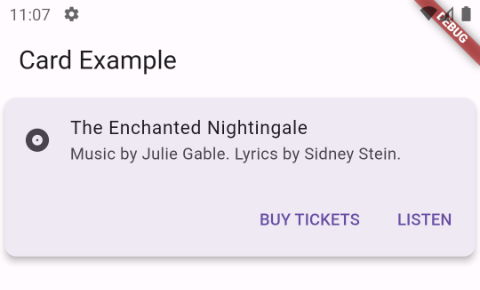 11:07
DEBUG
Card Example
The Enchanted Nightingale
Music by Julie Gable. Lyrics by Sidney Stein.
BUY TICKETS LISTEN